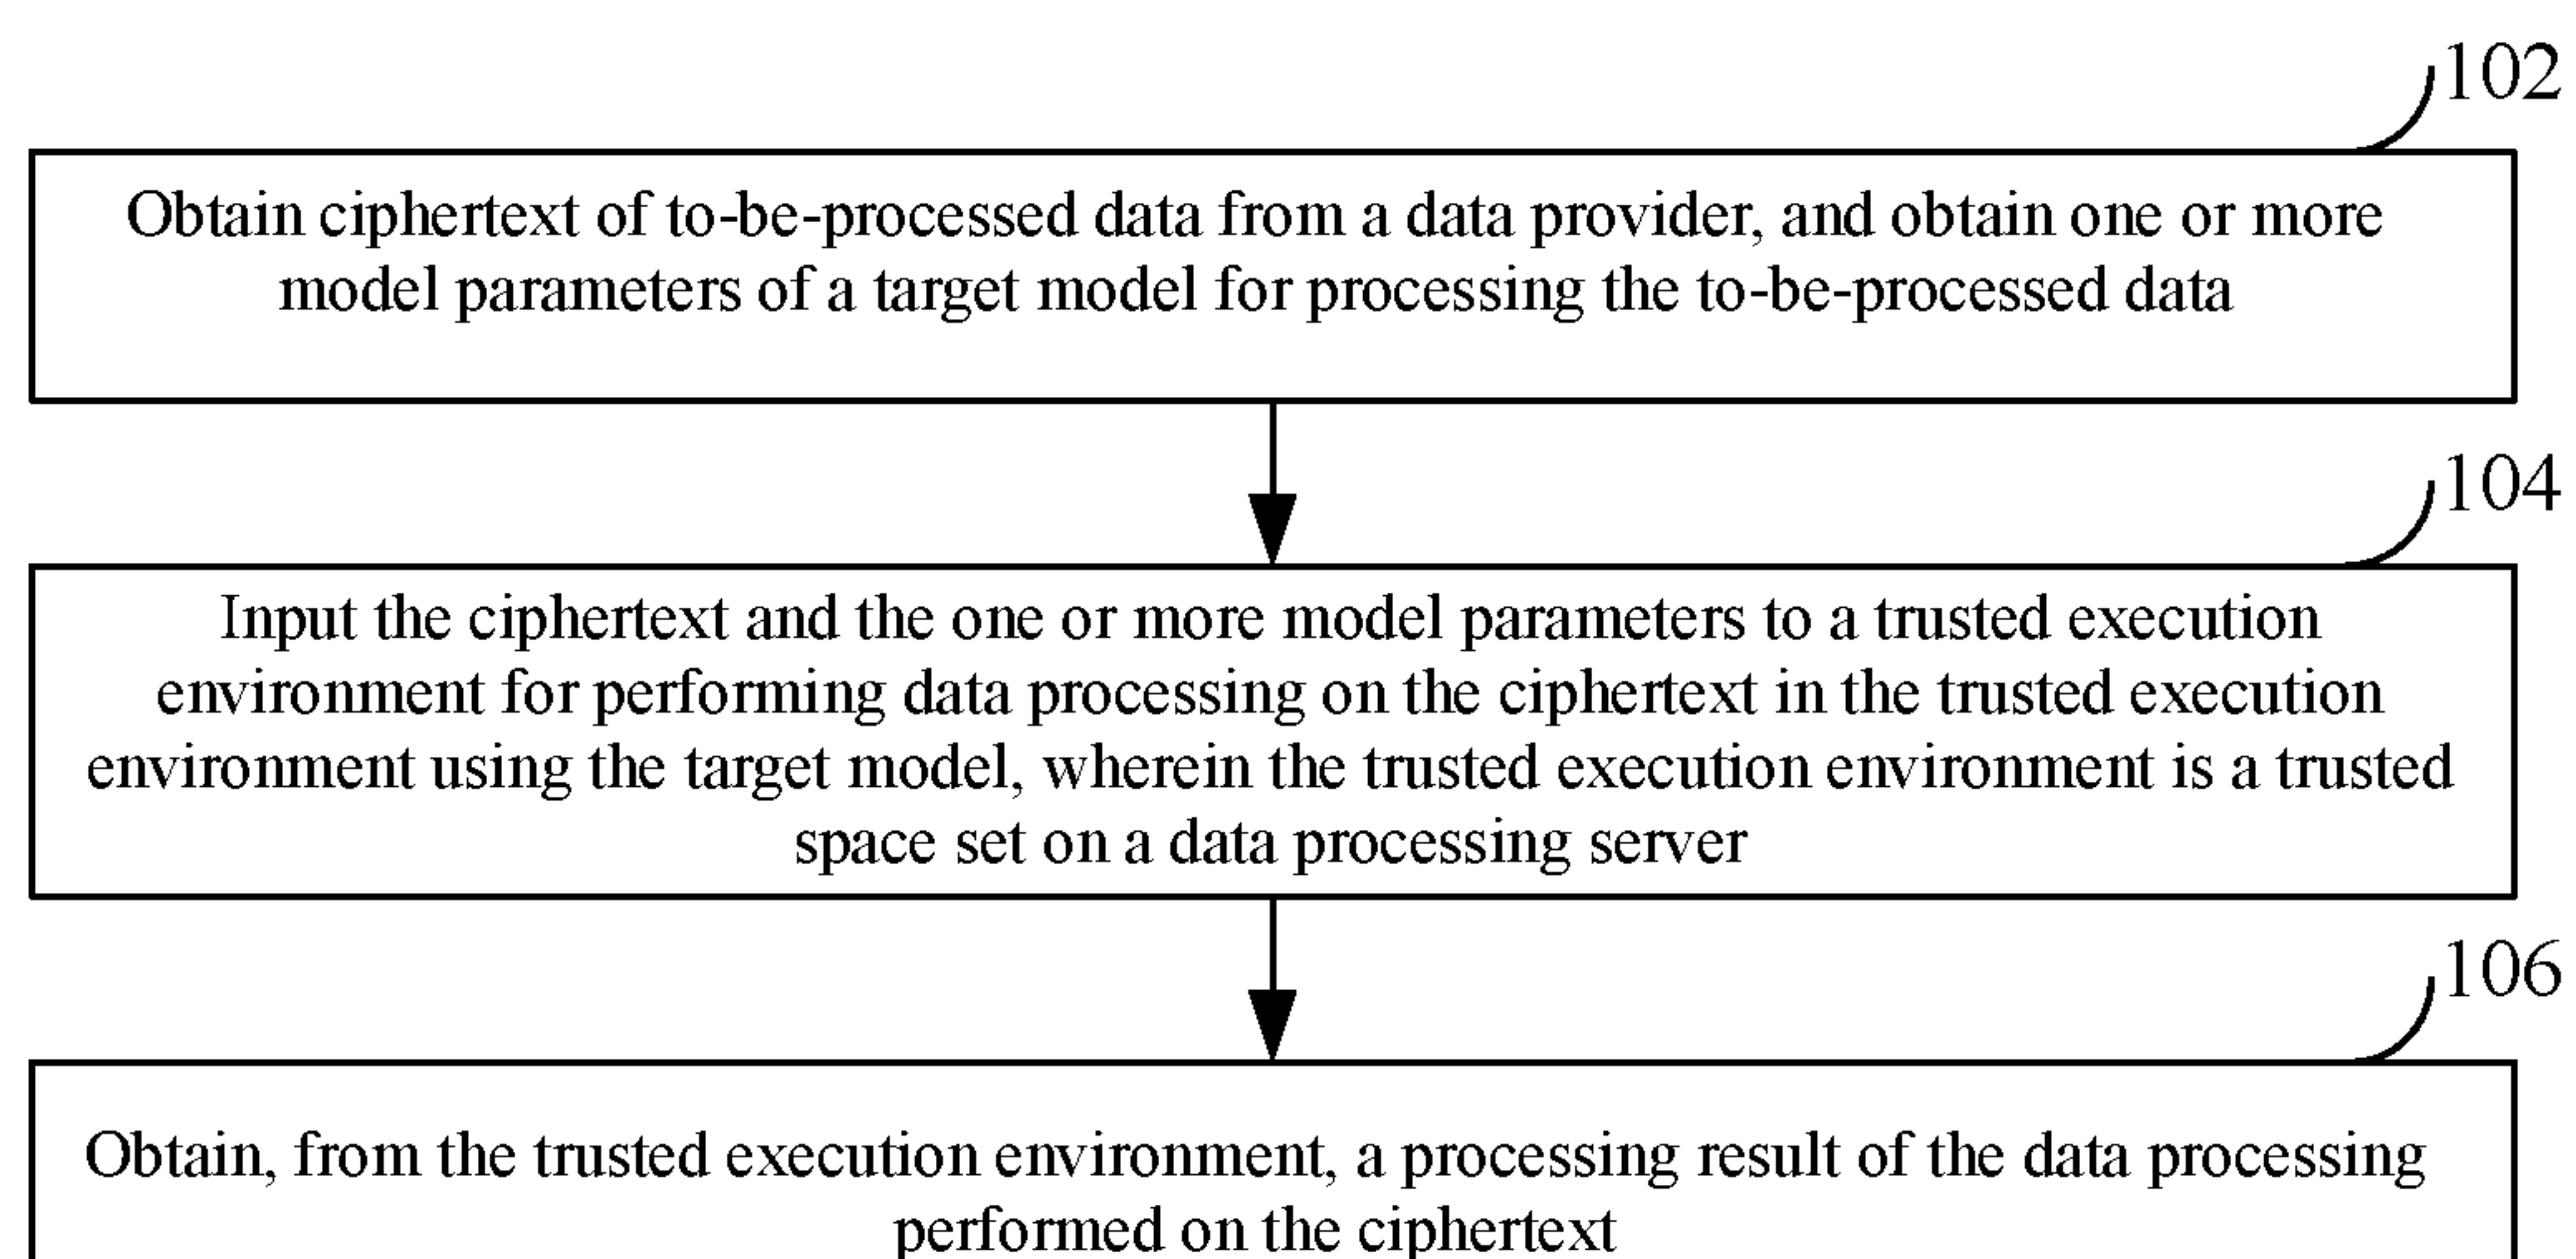 102
Obtain ciphertext of to-be-processed data from a data provider, and obtain one or more
model parameters of a target model for processing the to-be-processed data
104
Input the ciphertext and the one or more model parameters to a trusted execution
environment for performing data processing on the ciphertext in the trusted execution
environment using the target model, wherein the trusted execution environment is a trusted
space set on a data processing server
106
Obtain, from the trusted execution environment, a processing result of the data processing
performed on the ciphertext